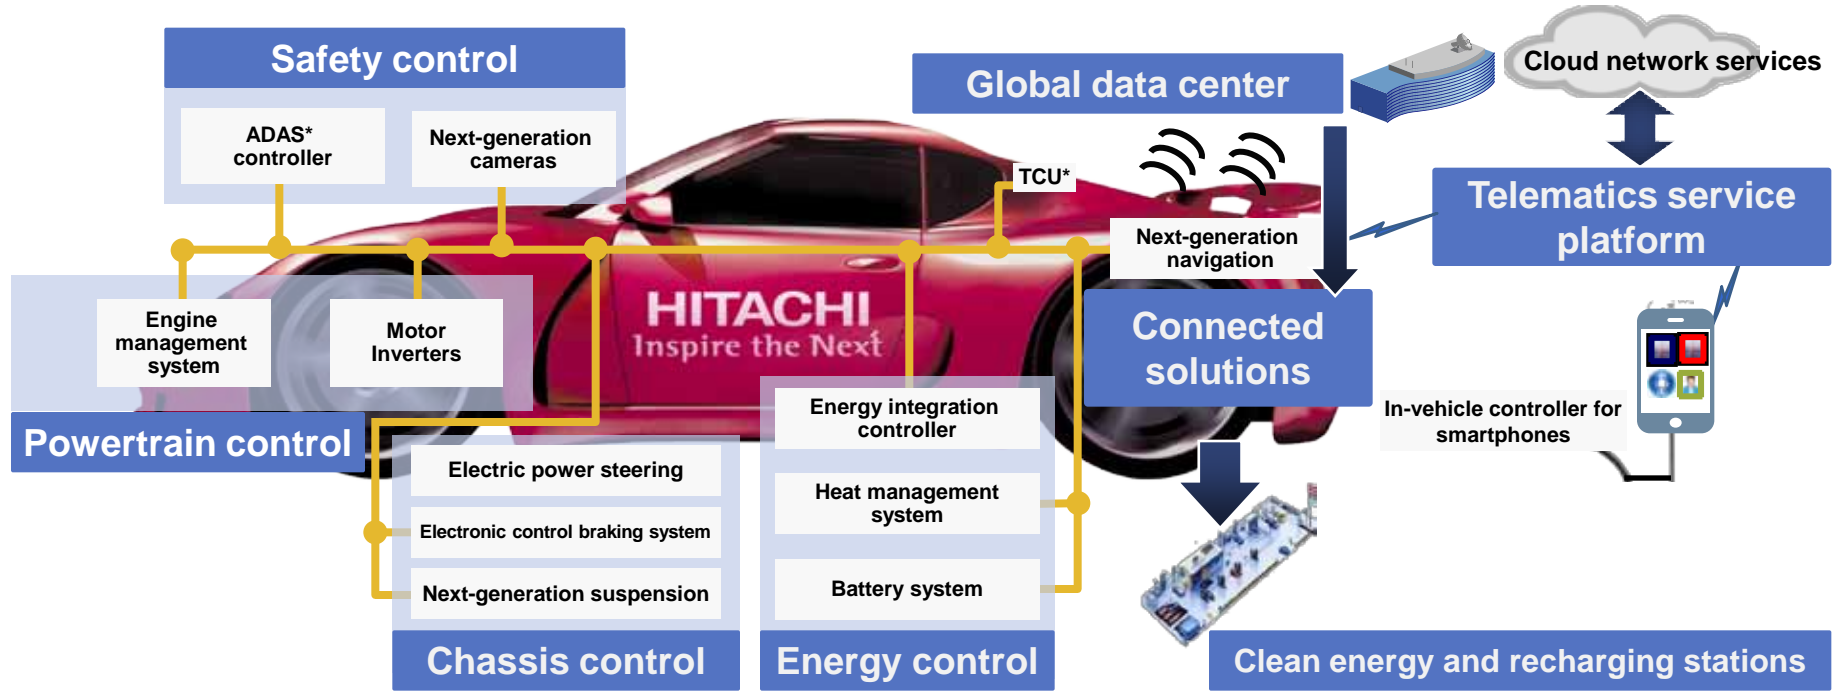 Safety control
ADAS*
controller
Next-generation
cameras
Global data center
Cloud network services
TCU*
Telematics service
platform
Next-generation
navigation
Engine
management
system
Motor
Inverters
Powertrain control
HITACHI
Inspire the Next
Connected
solutions
In-vehicle controller for
smartphones
Electric power steering
Electronic control braking system
Next-generation suspension
Chassis control
Energy integration
controller
Heat management
system
Battery system
Energy control
Clean energy and recharging stations